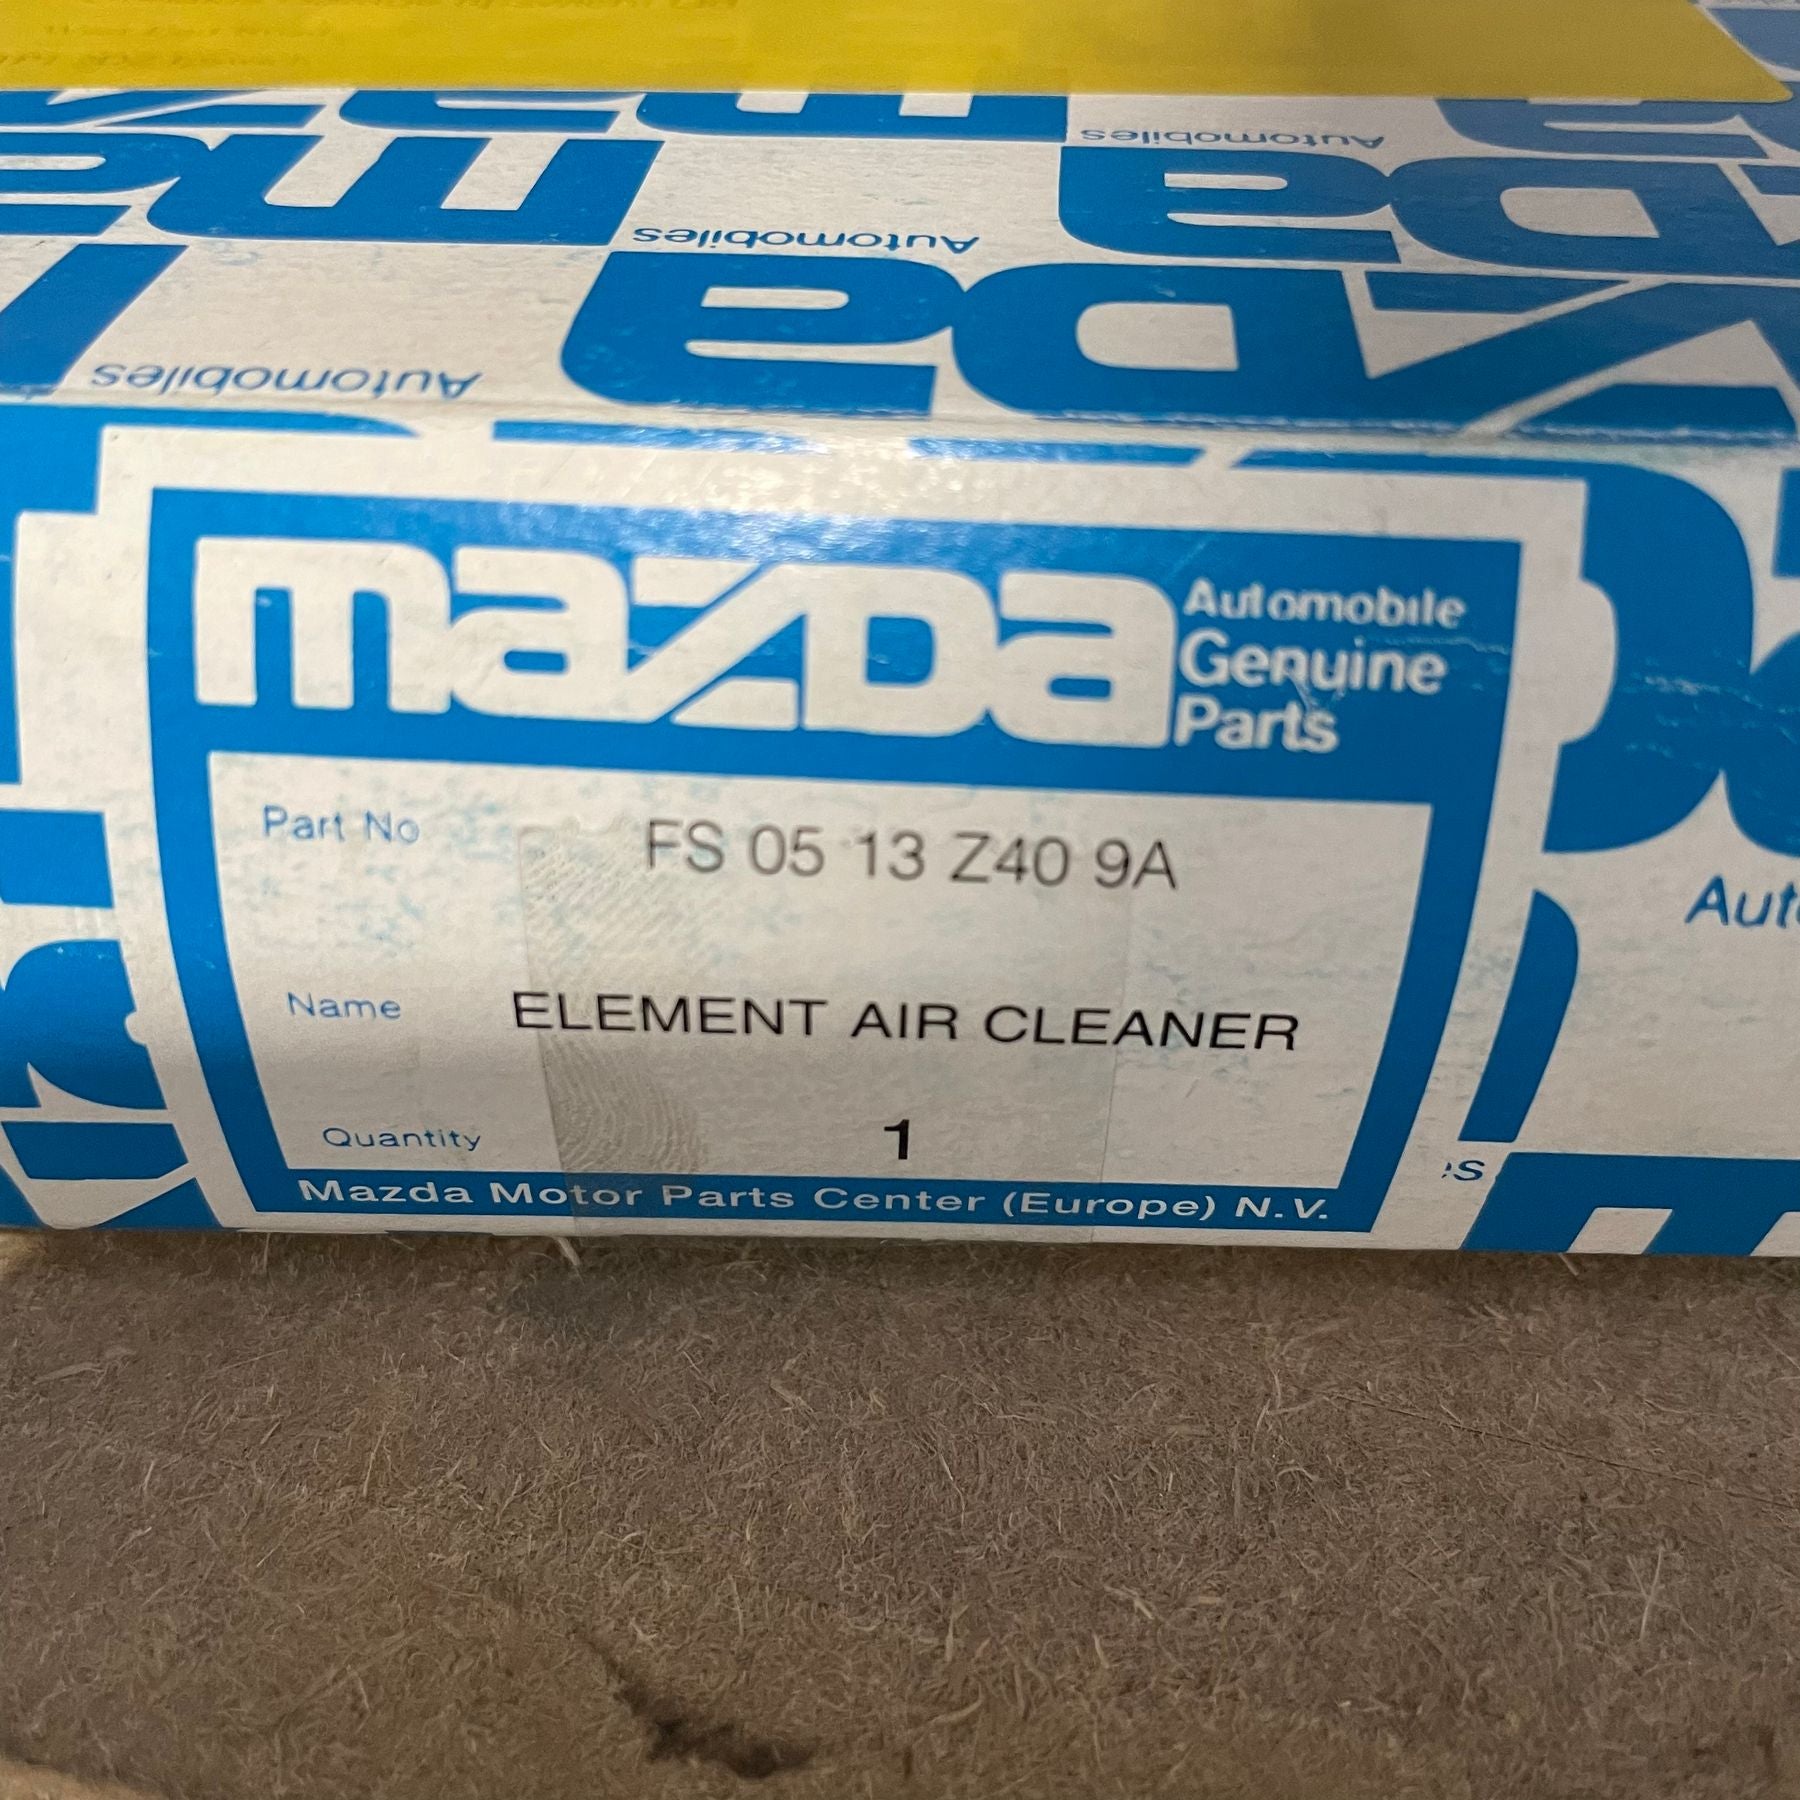 Automobiles
Automobiles
Automobiles
mazda
Automobile
Genuine
Parts
Part No
FS 05 13 Z40 9A
Name
ELEMENT AIR CLEANER
Quantity
1
Mazda Motor Parts Center (Europe) N.V.